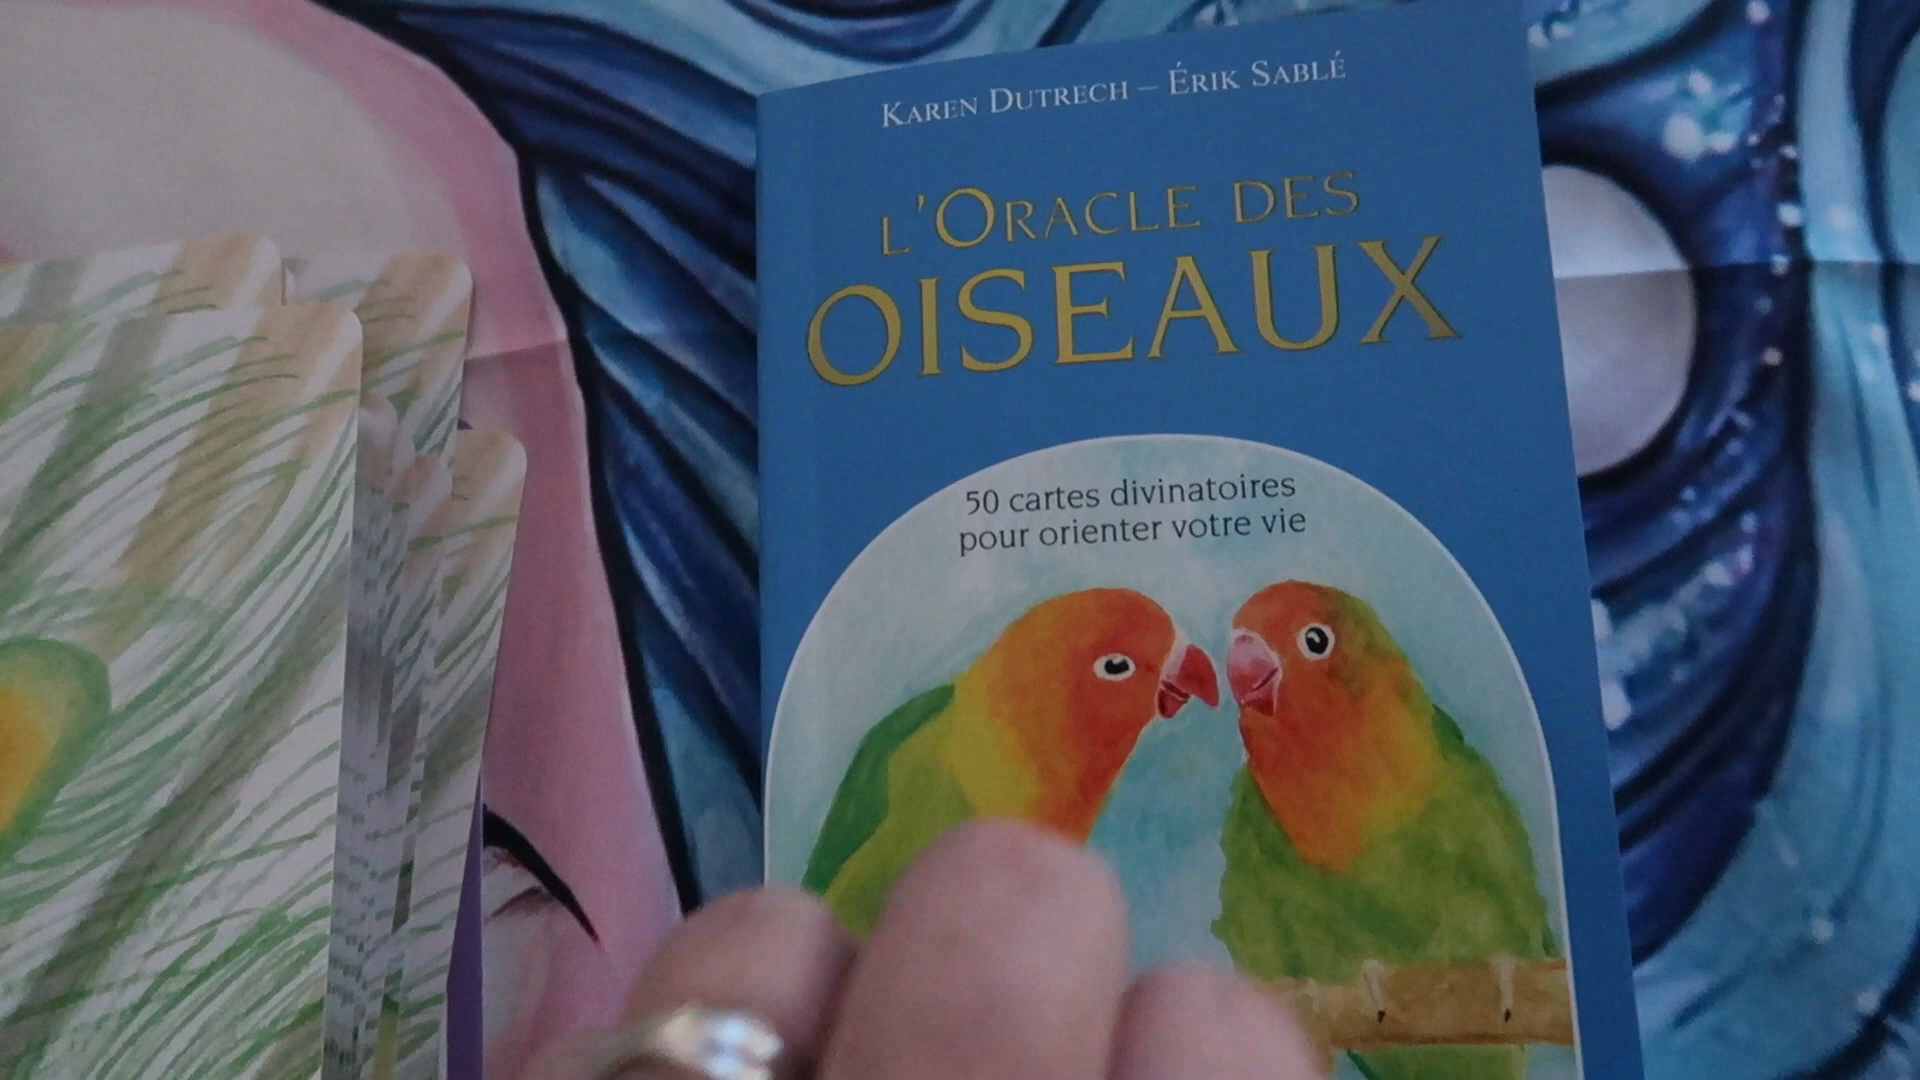 KAREN DUTRECH – ÉRIK SABLÉ
L'ORACLE DES
OISEAUX
50 cartes divinatoires
pour orienter votre vie